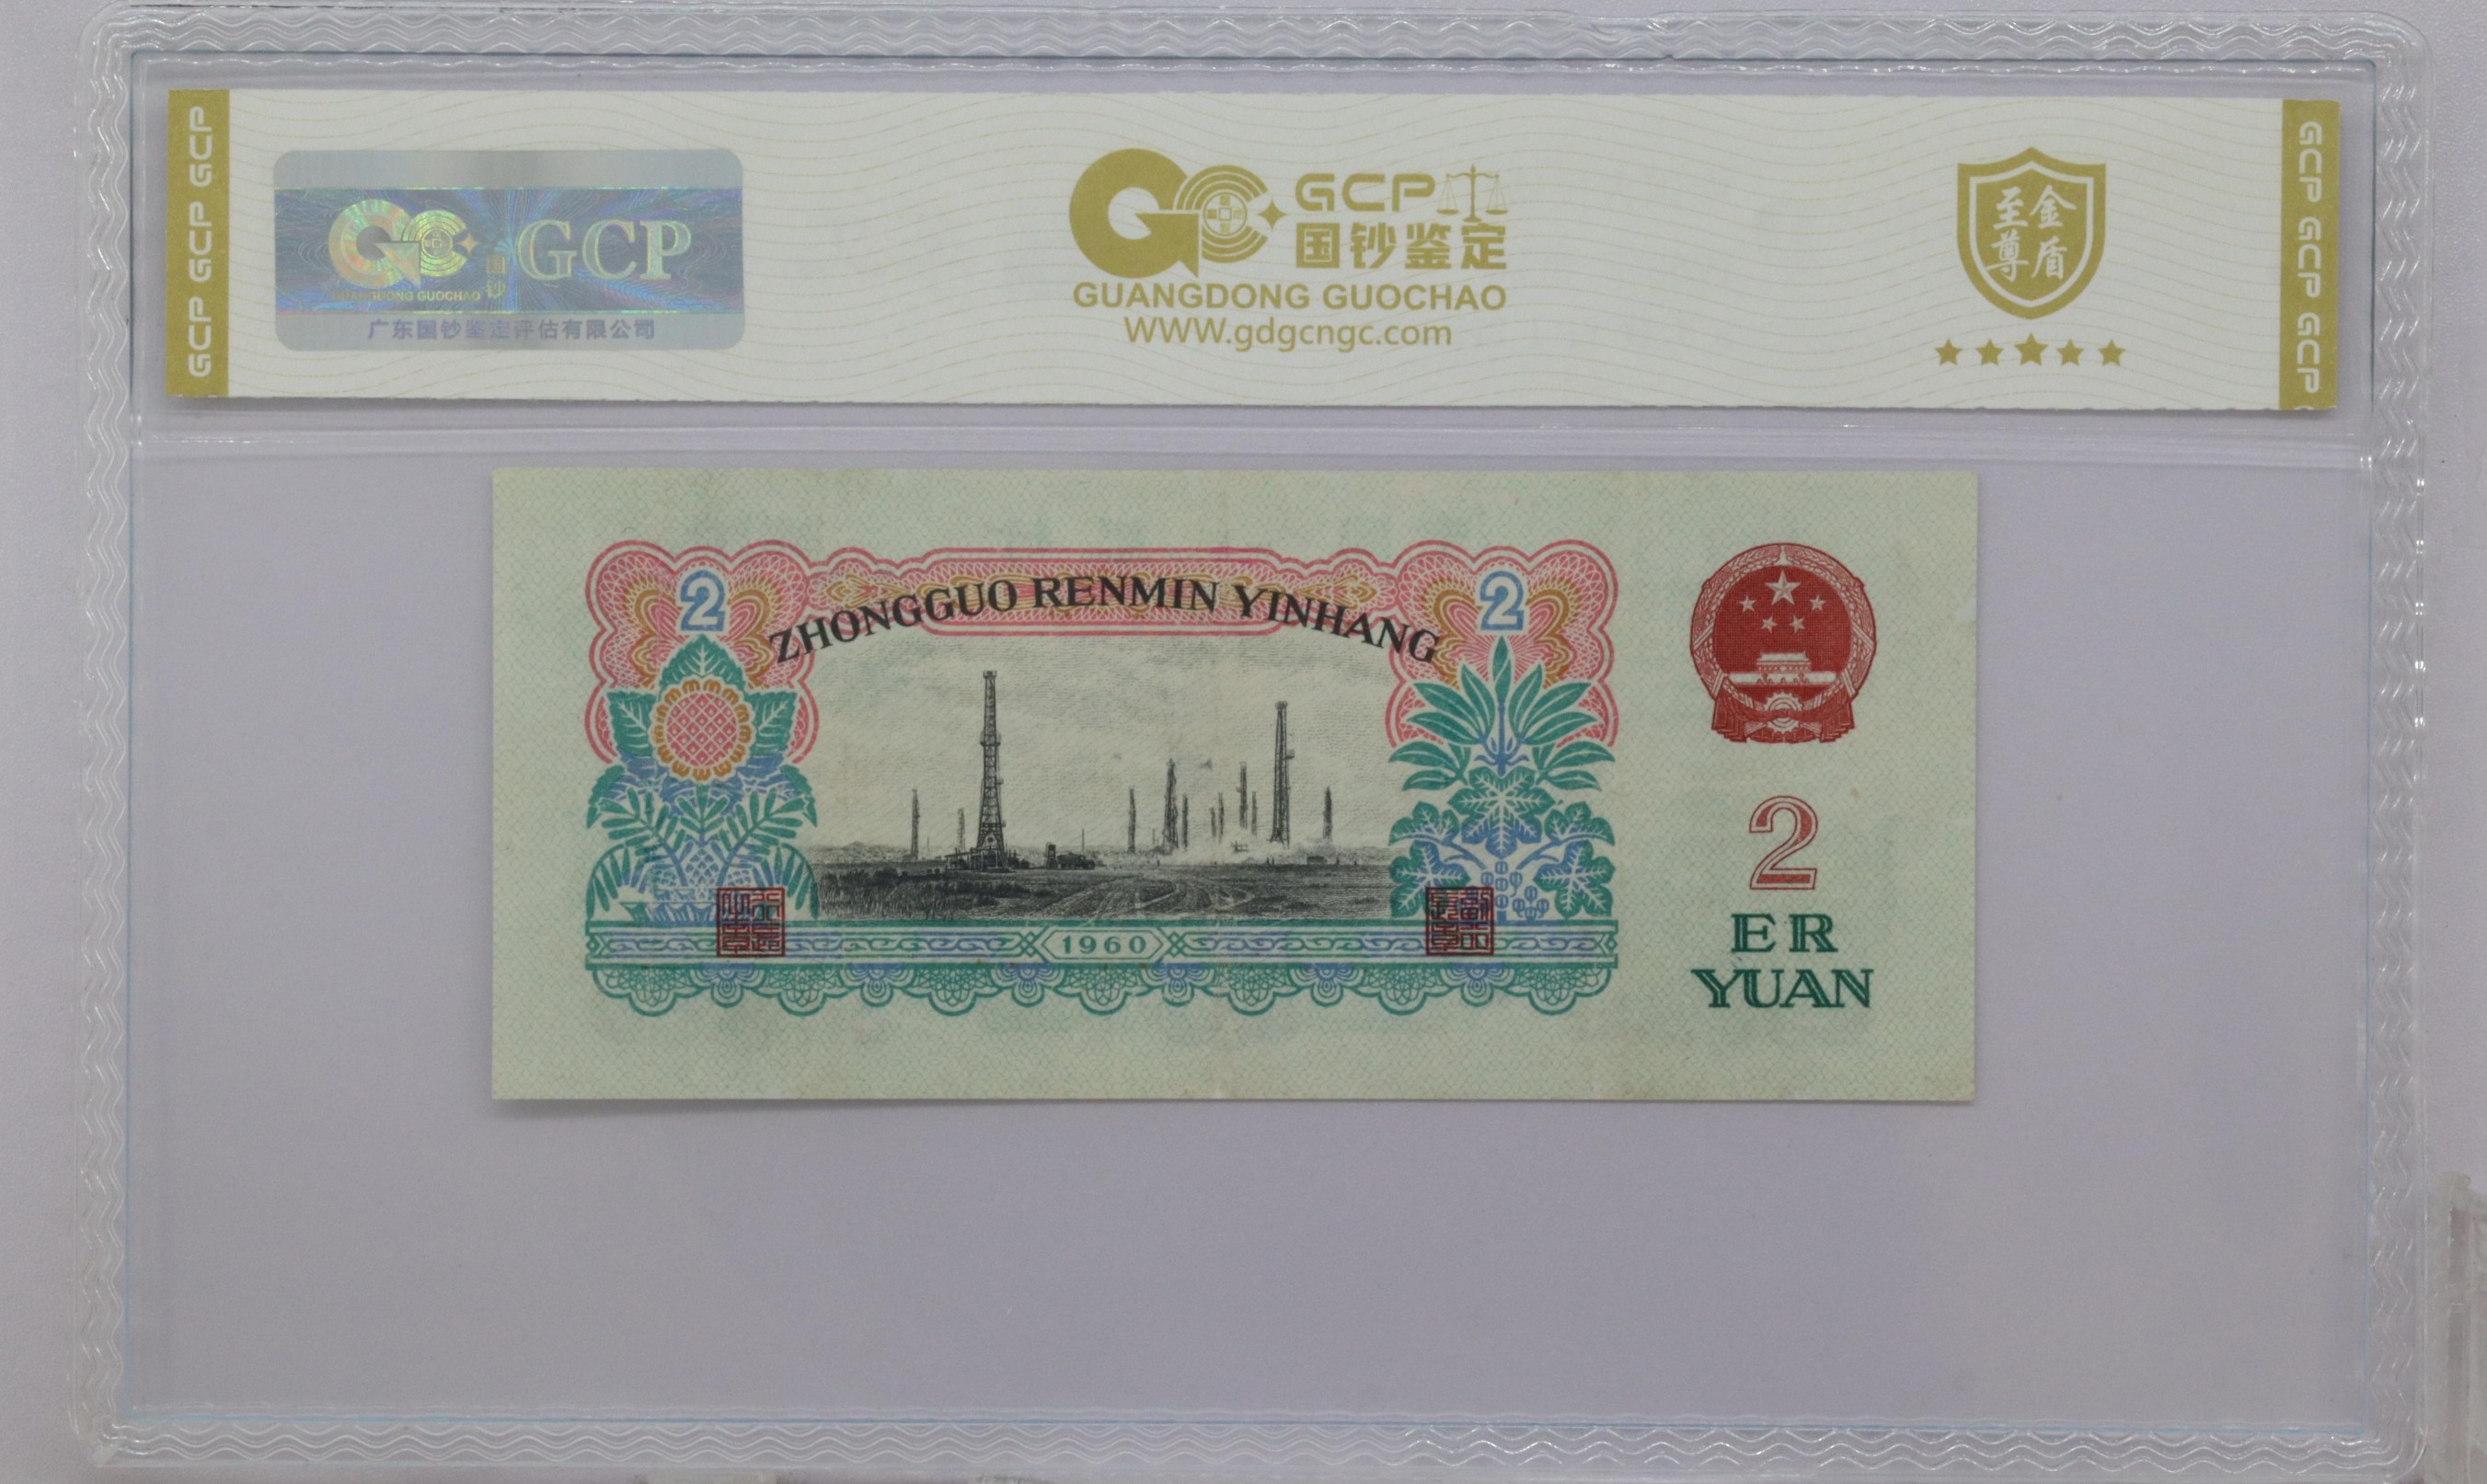 GCP GCP GCP
GCP
国钞
GUANGDONG GUOCHAO
广东国钞鉴定评估有限公司
GCP
国钞鉴定
GUANGDONG GUOCHAO
WWW.gdgcngc.com
至尊
金盾
GCP GCP GCP
ZHONGGUO RENMIN YINHANG
2
2
1960
2
ER
YUAN